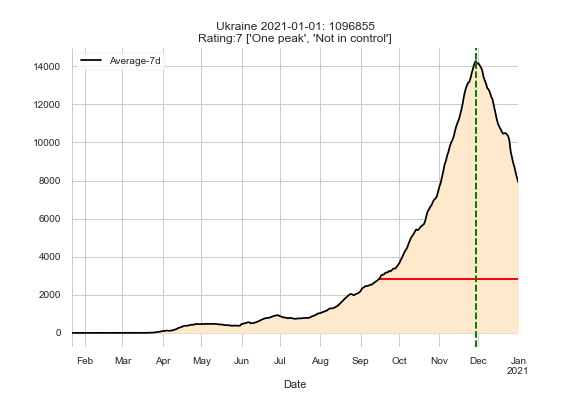 Ukraine 2021-01-01: 1096855
Rating:7 ['One peak', 'Not in control']
Average-7d
14000
12000
10000
8000
6000
4000
2000
0
Feb Mar Apr May Jun Jul Aug Sep Oct Nov Dec Jan
2021
Date